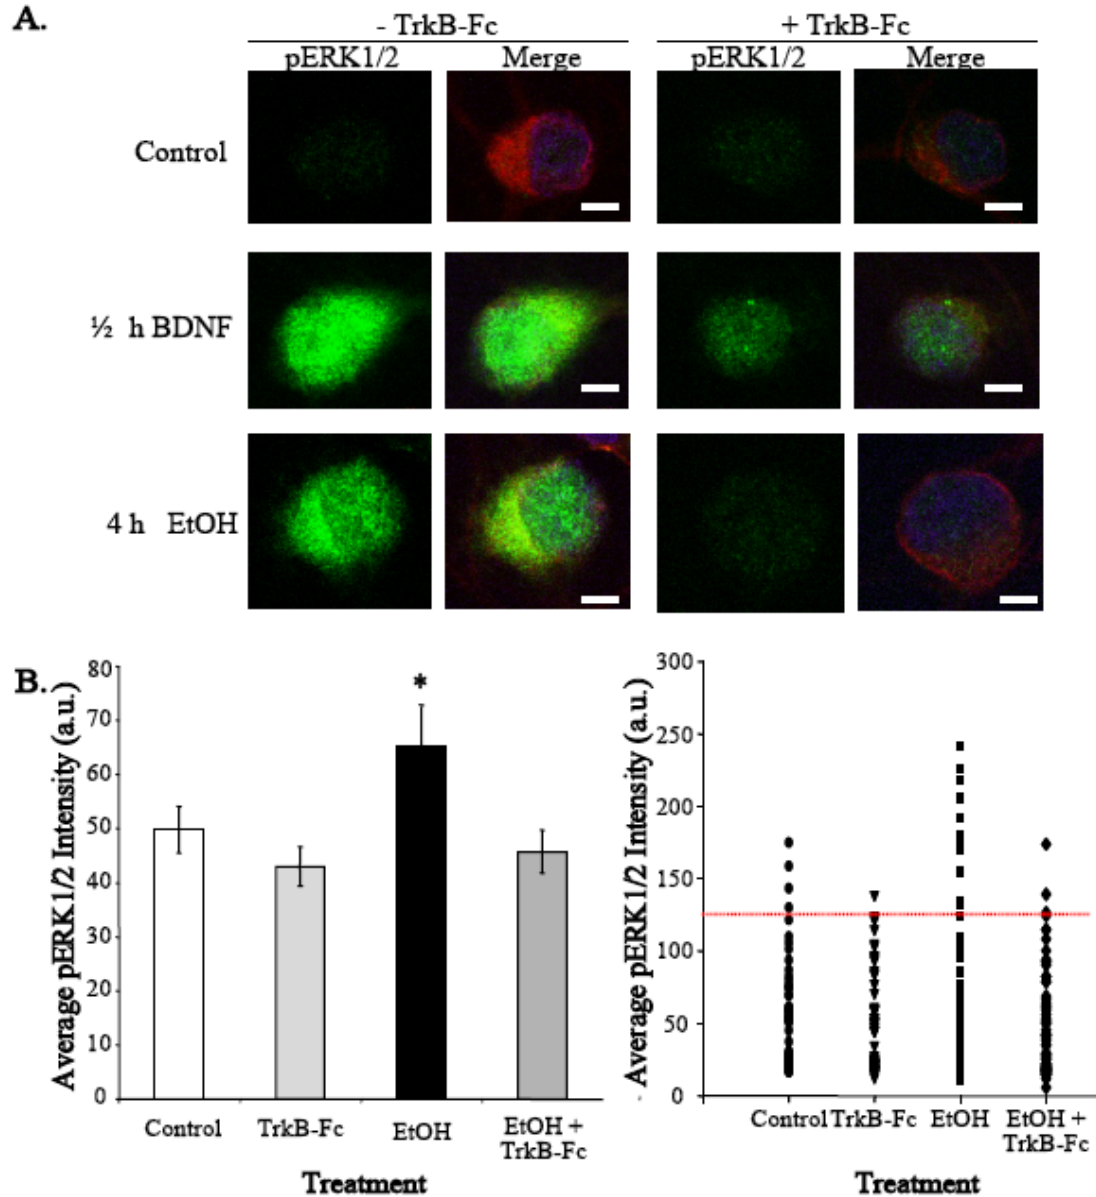 A.
- TrkB-Fc + TrkB-Fc
pERK1/2 Merge pERK1/2 Merge
Control
½ h BDNF
4 h EtOH
B.
Average pERK1/2 Intensity (a.u.)
80
70
60
50
40
30
20
10
0
*
Control TrkB-Fc EtOH EtOH +
TrkB-Fc
Treatment
Average pERK1/2 Intensity (a.u.)
300
250
200
150
100
50
0
Control TrkB-Fc EtOH EtOH +
TrkB-Fc
Treatment